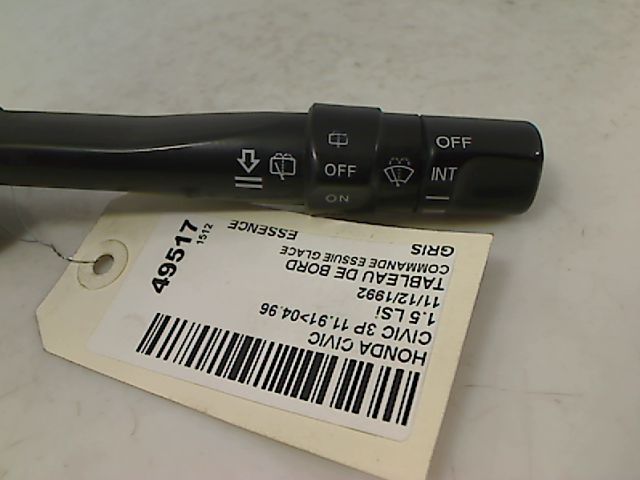 OFF
INT
OFF
ON
HONDA CIVIC
CIVIC 3P 11.91>04.96
1.5 LSi
11/12/1992
TABLEAU DE BORD
COMMANDE ESSUIE GLACE
GRIS
ESSENCE
49517
1512